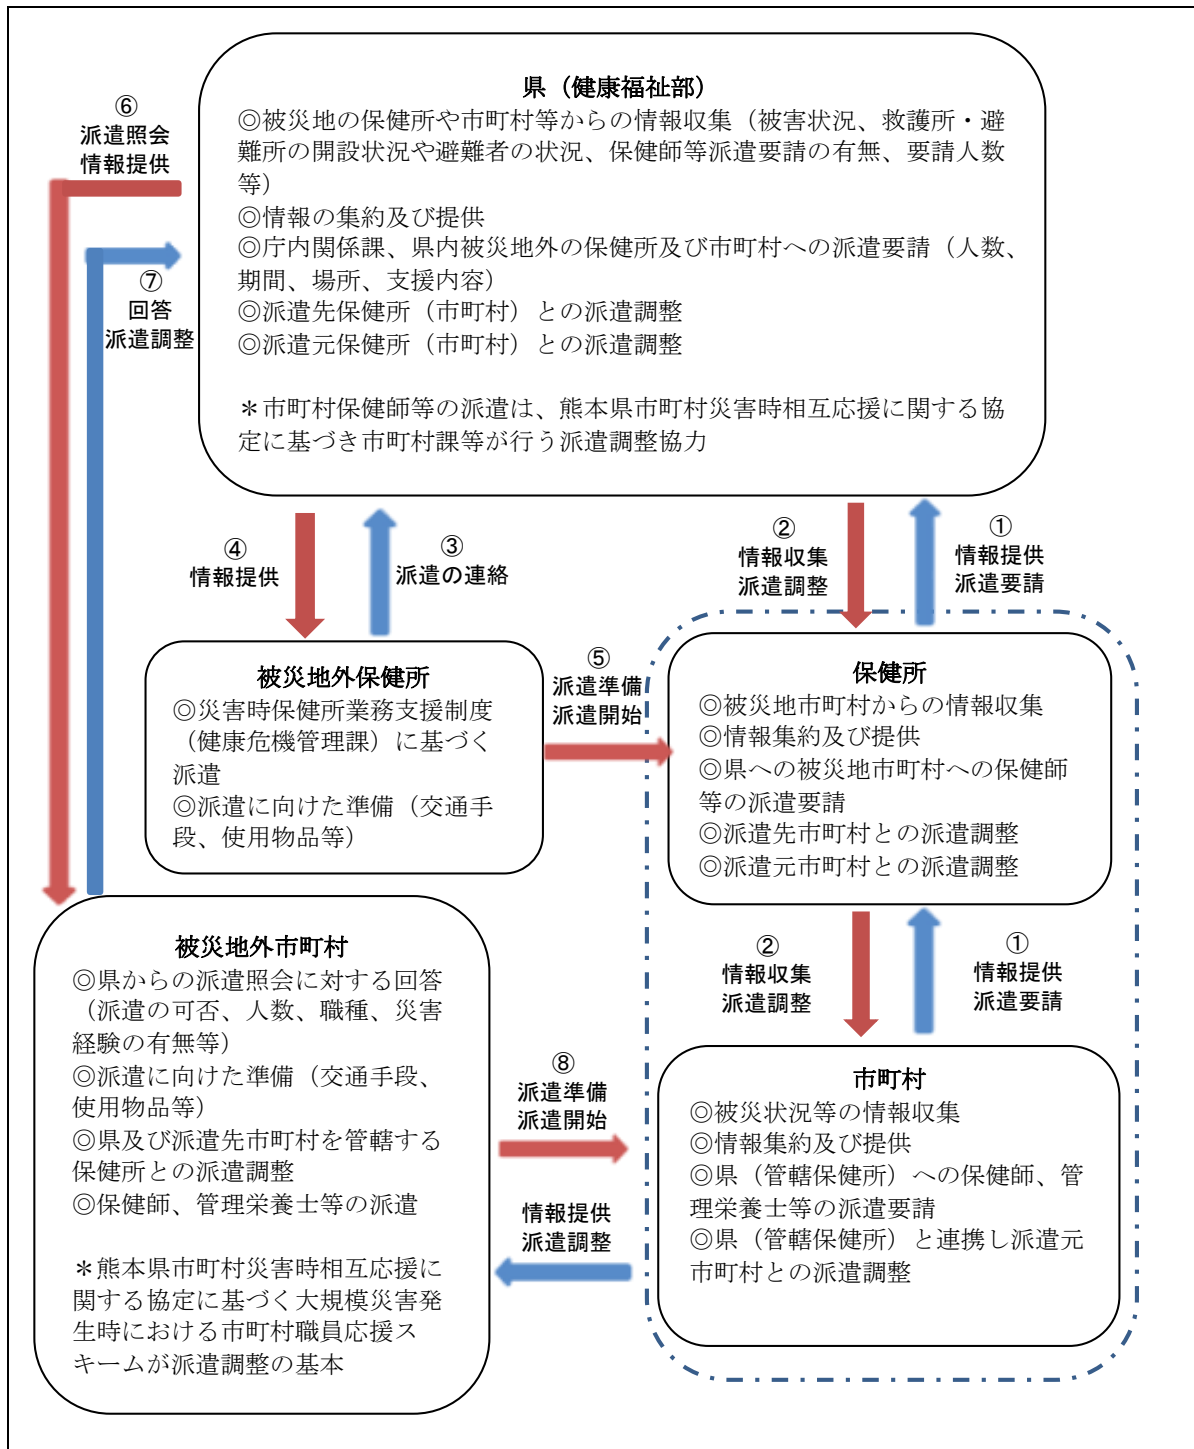 県（健康福祉部）
◎被災地の保健所や市町村等からの情報収集（被害状況、救護所・避
難所の開設状況や避難者の状況、保健師等派遣要請の有無、要請人数
等）
◎情報の集約及び提供
◎庁内関係課、県内被災地外の保健所及び市町村への派遣要請（人数、
期間、場所、支援内容）
◎派遣先保健所（市町村）との派遣調整
◎派遣元保健所（市町村）との派遣調整
＊市町村保健師等の派遣は、熊本県市町村災害時相互応援に関する協
定に基づき市町村課等が行う派遣調整協力
⑥
派遣照会
情報提供
⑦
回答
派遣調整
④
情報提供
③
派遣の連絡
②
情報収集
派遣調整
①
情報提供
派遣要請
被災地外保健所
◎災害時保健所業務支援制度
（健康危機管理課）に基づく
派遣
◎派遣に向けた準備（交通手
段、使用物品等）
⑤
派遣準備
派遣開始
保健所
◎被災地市町村からの情報収集
◎情報集約及び提供
◎県への被災地市町村への保健師
等の派遣要請
◎派遣先市町村との派遣調整
◎派遣元市町村との派遣調整
②
情報収集
派遣調整
①
情報提供
派遣要請
被災地外市町村
◎県からの派遣照会に対する回答
（派遣の可否、人数、職種、災害
経験の有無等）
◎派遣に向けた準備（交通手段、
使用物品等）
◎県及び派遣先市町村を管轄する
保健所との派遣調整
◎保健師、管理栄養士等の派遣
＊熊本県市町村災害時相互応援に
関する協定に基づく大規模災害発
生時における市町村職員応援ス
キームが派遣調整の基本
⑧
派遣準備
派遣開始
情報提供
派遣調整
市町村
◎被災状況等の情報収集
◎情報集約及び提供
◎県（管轄保健所）への保健師、管
理栄養士等の派遣要請
◎県（管轄保健所）と連携し派遣元
市町村との派遣調整